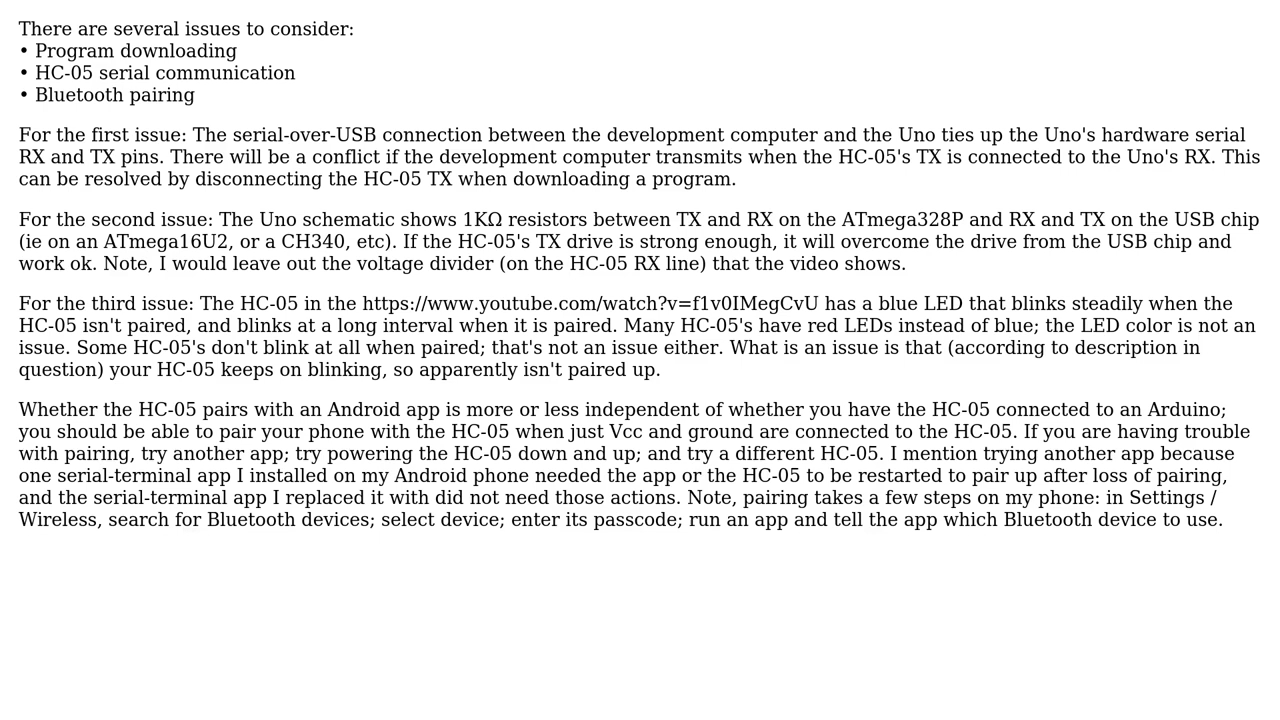 There are several issues to consider:
• Program downloading
• HC-05 serial communication
• Bluetooth pairing
For the first issue: The serial-over-USB connection between the development computer and the Uno ties up the Uno's hardware serial
RX and TX pins. There will be a conflict if the development computer transmits when the HC-05's TX is connected to the Uno's RX. This
can be resolved by disconnecting the HC-05 TX when downloading a program.
For the second issue: The Uno schematic shows 1KΩ resistors between TX and RX on the ATmega328P and RX and TX on the USB chip
(ie on an ATmega16U2, or a CH340, etc). If the HC-05's TX drive is strong enough, it will overcome the drive from the USB chip and
work ok. Note, I would leave out the voltage divider (on the HC-05 RX line) that the video shows.
For the third issue: The HC-05 in the https://www.youtube.com/watch?v=f1v0IMegCvU has a blue LED that blinks steadily when the
HC-05 isn't paired, and blinks at a long interval when it is paired. Many HC-05's have red LEDs instead of blue; the LED color is not an
issue. Some HC-05's don't blink at all when paired; that's not an issue either. What is an issue is that (according to description in
question) your HC-05 keeps on blinking, so apparently isn't paired up.
Whether the HC-05 pairs with an Android app is more or less independent of whether you have the HC-05 connected to an Arduino;
you should be able to pair your phone with the HC-05 when just Vcc and ground are connected to the HC-05. If you are having trouble
with pairing, try another app; try powering the HC-05 down and up; and try a different HC-05. I mention trying another app because
one serial-terminal app I installed on my Android phone needed the app or the HC-05 to be restarted to pair up after loss of pairing,
and the serial-terminal app I replaced it with did not need those actions. Note, pairing takes a few steps on my phone: in Settings /
Wireless, search for Bluetooth devices; select device; enter its passcode; run an app and tell the app which Bluetooth device to use.